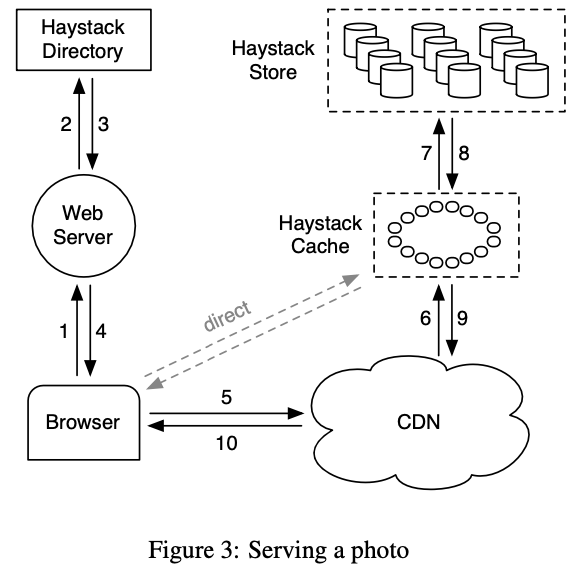 Haystack
Directory
Haystack
Store
2
3
7
8
Web
Server
Haystack
Cache
direct
1
4
6
9
Browser
5
10
CDN
Figure 3: Serving a photo